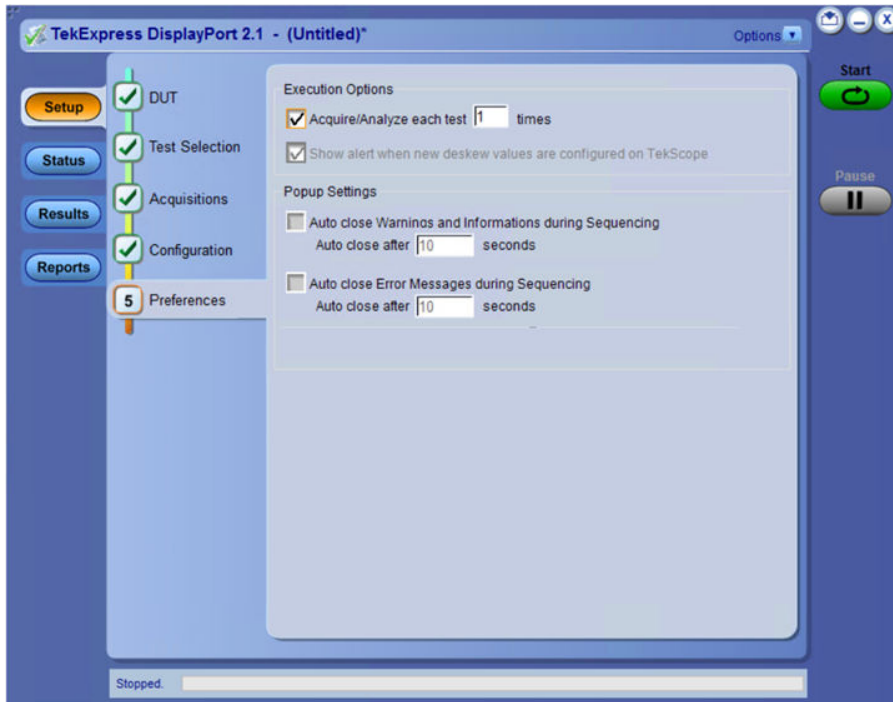 TekExpress DisplayPort 2.1 - (Untitled)*
Options
Start
Setup
Status
Results
Reports
Pause
DUT
Test Selection
Acquisitions
Configuration
5 Preferences
Execution Options
Acquire/Analyze each test 1 times
Show alert when new deskew values are configured on TekScope
Popup Settings
Auto close Warnings and Informations during Sequencing
Auto close after 10 seconds
Auto close Error Messages during Sequencing
Auto close after 10 seconds
Stopped.